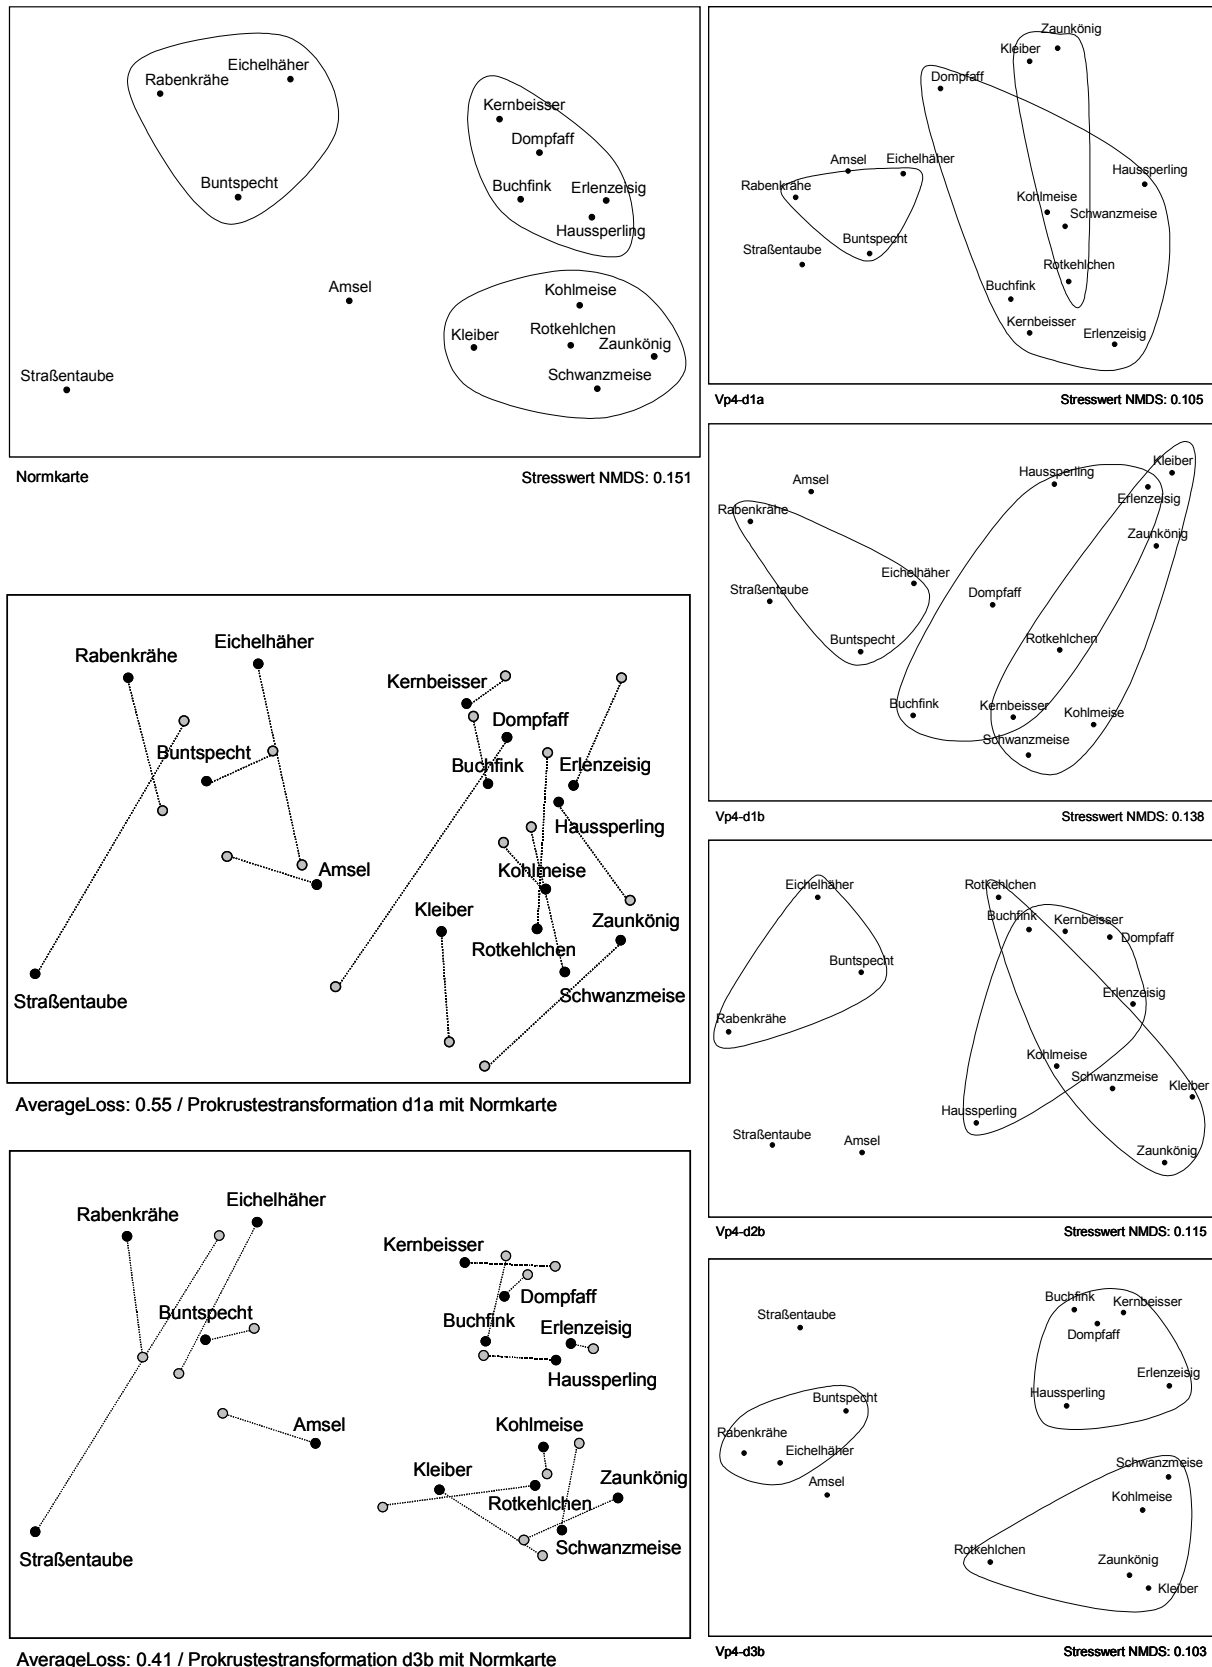 Eichelhäher
Rabenkrähe
Buntspecht
Kernbeisser
Dompfaff
Buchfink
Erlenzeisig
Haussperling
Amsel
Kohlmeise
Kleiber
Rotkehlchen
Zaunkönig
Schwanzmeise
Straßentaube
Normkarte Stresswert NMDS: 0.151
Zaunkönig
Kleiber
Dompfaff
Amsel
Eichelhäher
Haussperling
Rabenkrähe
Kohlmeise
Schwanzmeise
Buntspecht
Straßentaube
Rotkehlchen
Buchfink
Kernbeisser
Erlenzeisig
Vp4-d1a Stresswert NMDS: 0.105
Kleiber
Haussperling
Amsel
Erlenzeisig
Rabenkrähe
Zaunkönig
Eichelhäher
Straßentaube
Dompfaff
Buntspecht
Rotkehlchen
Buchfink
Kernbeisser
Kohlmeise
Schwanzmeise
Vp4-d1b Stresswert NMDS: 0.138
Eichelhäher
Rabenkrähe
Kernbeisser
Dompfaff
Buntspecht
Buchfink
Erlenzeisig
Haussperling
Amsel
Kohlmeise
Kleiber
Zaunkönig
Rotkehlchen
Straßentaube
Schwanzmeise
AverageLoss: 0.55 / Prokrustestransformation d1a mit Normkarte
Eichelhäher
Rotkehlchen
Buchfink
Kernbeisser
Dompfaff
Buntspecht
Erlenzeisig
Rabenkrähe
Kohlmeise
Schwanzmeise
Kleiber
Haussperling
Straßentaube
Amsel
Zaunkönig
Vp4-d2b Stresswert NMDS: 0.115
Eichelhäher
Rabenkrähe
Kernbeisser
Dompfaff
Buntspecht
Buchfink
Erlenzeisig
Haussperling
Amsel
Kohlmeise
Kleiber
Zaunkönig
Rotkehlchen
Schwanzmeise
Straßentaube
AverageLoss: 0.41 / Prokrustestransformation d3b mit Normkarte
Buchfink
Kernbeisser
Straßentaube
Dompfaff
Erlenzeisig
Buntspecht
Haussperling
Rabenkrähe
Eichelhäher
Schwanzmeise
Amsel
Kohlmeise
Rotkehlchen
Zaunkönig
Kleiber
Vp4-d3b Stresswert NMDS: 0.103